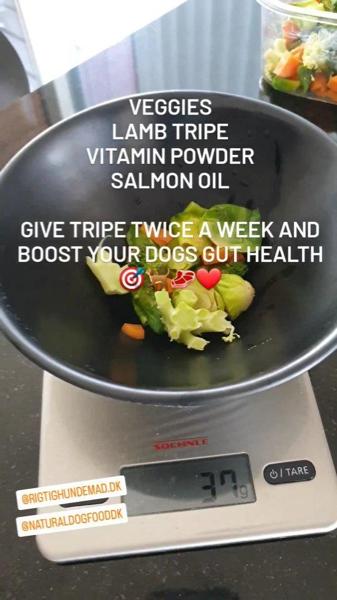 VEGGIES
LAMB TRIPE
VITAMIN POWDER
SALMON OIL
GIVE TRIPE TWICE A WEEK AND
BOOST YOUR DOGS GUT HEALTH
🎯🥩❤️
SOEHNLE
37g
⏻/TARE
@RIGTIGHUNDEMAD.DK
@NATURALDOGFOODDK